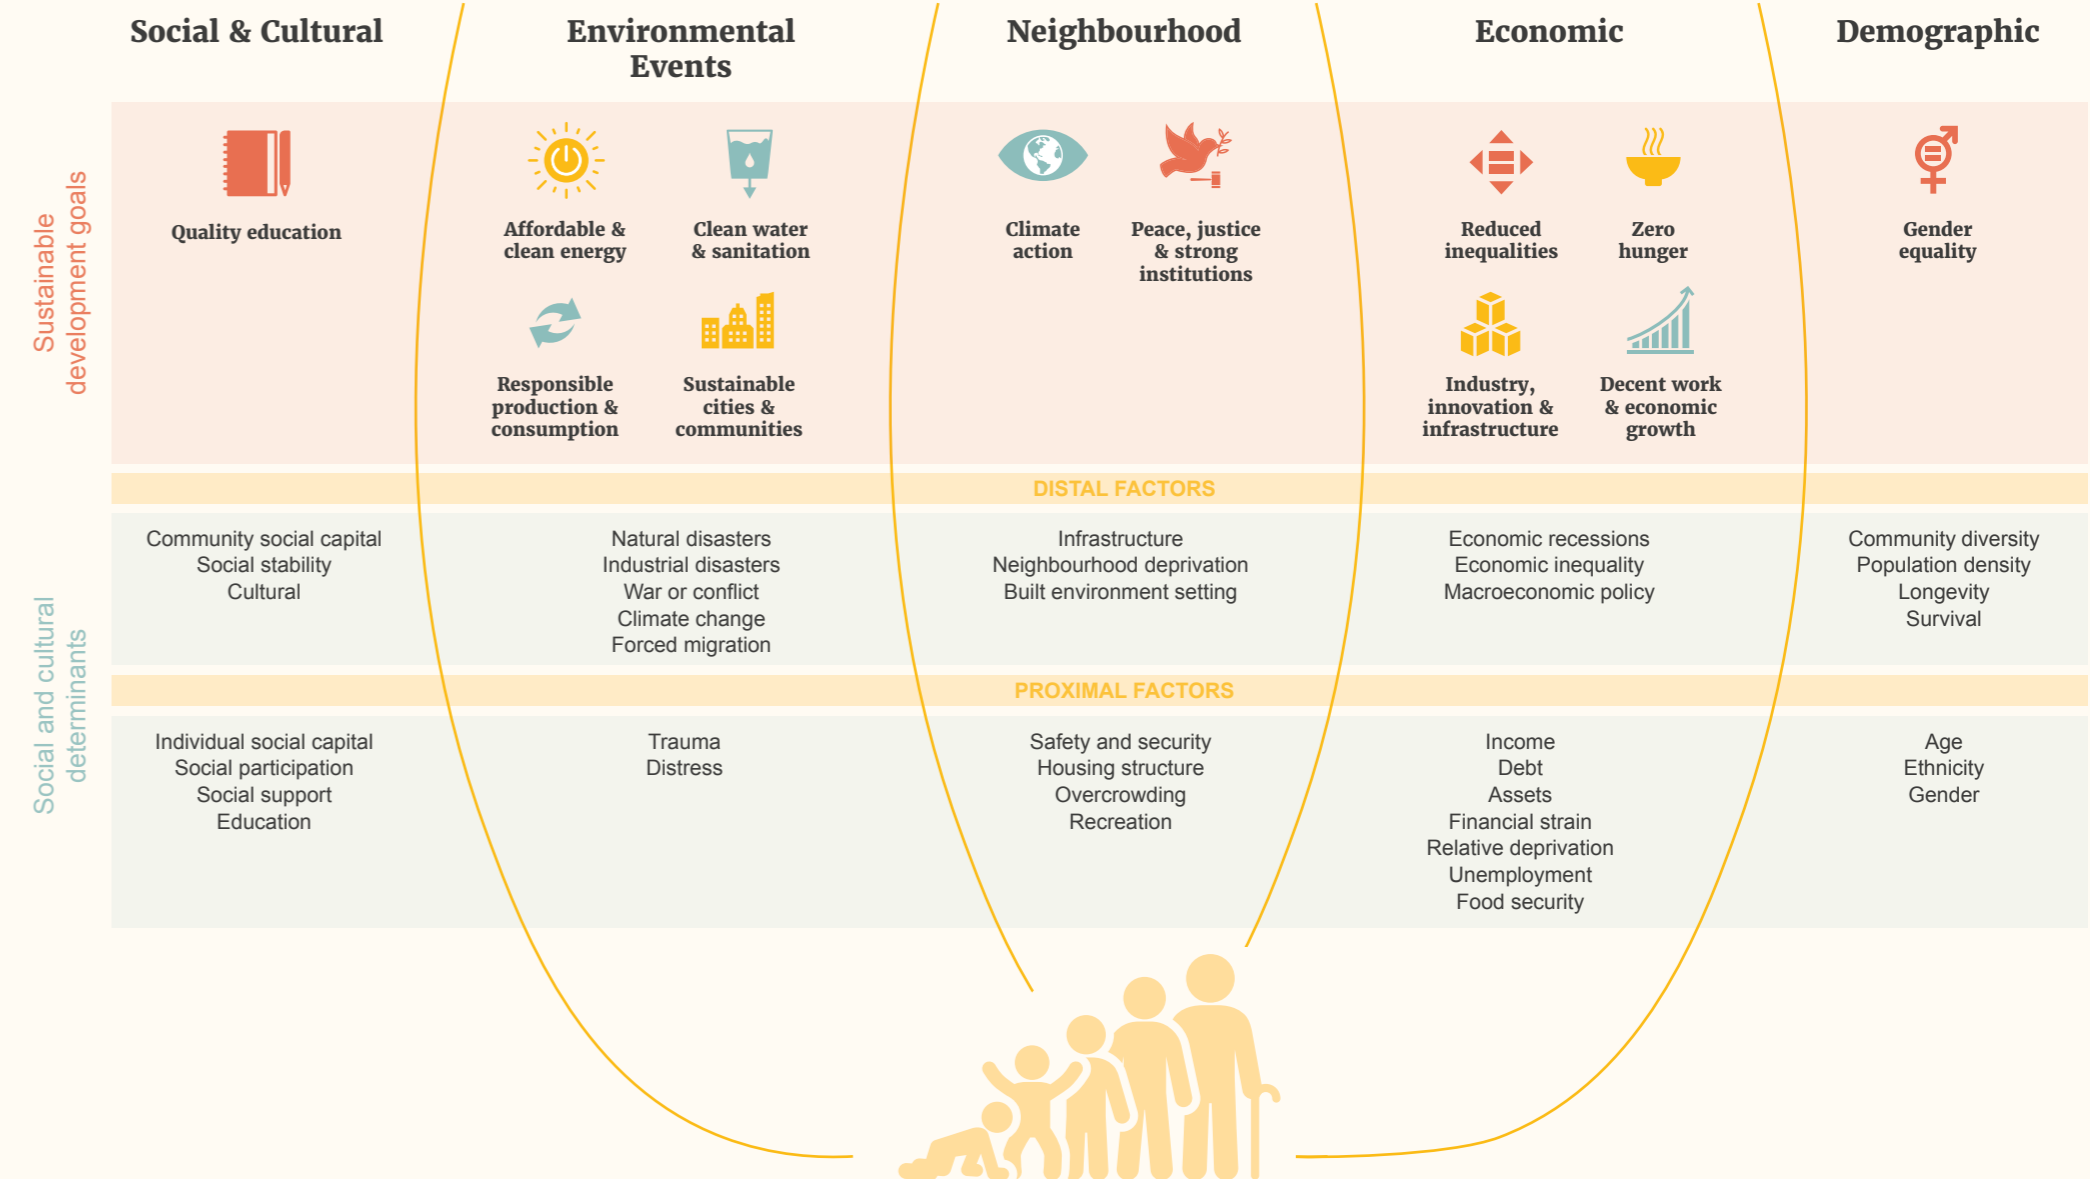 Social & Cultural
Environmental
Events
Neighbourhood
Economic
Demographic
Sustainable
development goals
Quality education
Affordable &
clean energy
Clean water
& sanitation
Responsible
production &
consumption
Sustainable
cities &
communities
Climate
action
Peace, justice
& strong
institutions
Reduced
inequalities
Zero
hunger
Industry,
innovation &
infrastructure
Decent work
& economic
growth
Gender
equality
DISTAL FACTORS
Social and cultural
determinants
Community social capital
Social stability
Cultural
Natural disasters
Industrial disasters
War or conflict
Climate change
Forced migration
Infrastructure
Neighbourhood deprivation
Built environment setting
Economic recessions
Economic inequality
Macroeconomic policy
Community diversity
Population density
Longevity
Survival
PROXIMAL FACTORS
Individual social capital
Social participation
Social support
Education
Trauma
Distress
Safety and security
Housing structure
Overcrowding
Recreation
Income
Debt
Assets
Financial strain
Relative deprivation
Unemployment
Food security
Age
Ethnicity
Gender